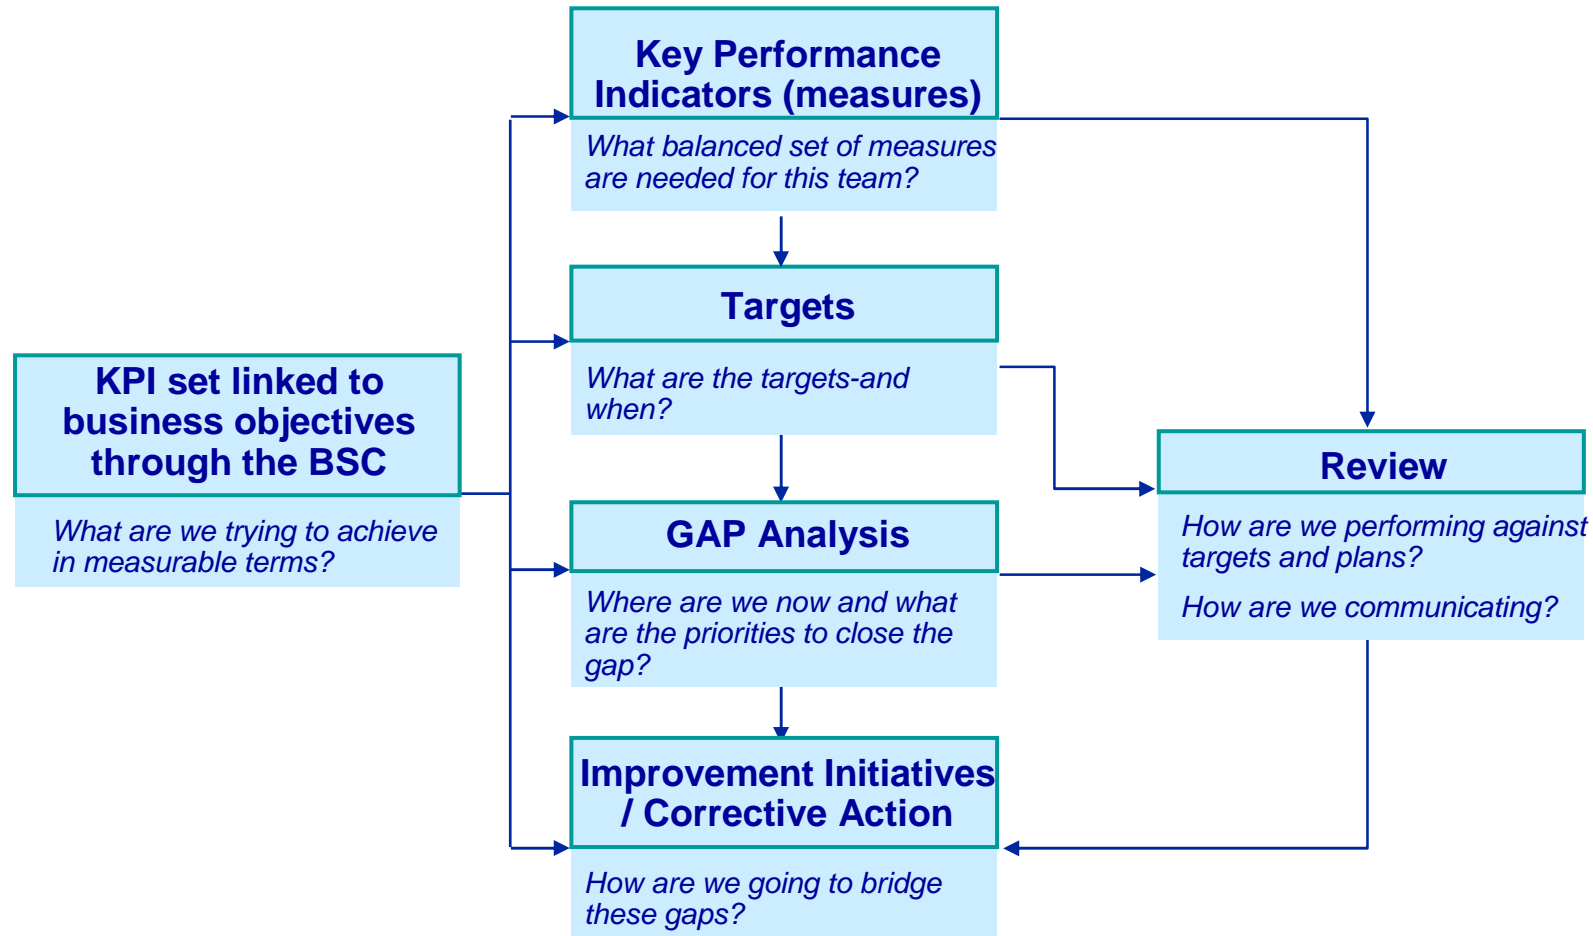 Key Performance
Indicators (measures)
What balanced set of measures
are needed for this team?
Targets
What are the targets-and
when?
KPI set linked to
business objectives
through the BSC
What are we trying to achieve
in measurable terms?
GAP Analysis
Where are we now and what
are the priorities to close the
gap?
Review
How are we performing against
targets and plans?
How are we communicating?
Improvement Initiatives
/ Corrective Action
How are we going to bridge
these gaps?